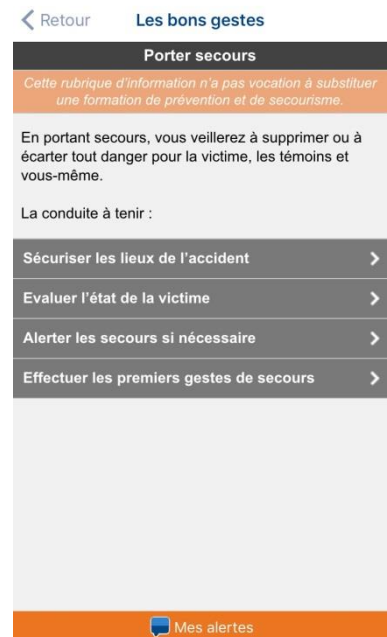 Retour Les bons gestes
Porter secours
Cette rubrique d'information n'a pas vocation à substituer
une formation de prévention et de secourisme.
En portant secours, vous veillerez à supprimer ou à
écarter tout danger pour la victime, les témoins et
vous-même.
La conduite à tenir :
Sécuriser les lieux de l'accident
Evaluer l'état de la victime
Alerter les secours si nécessaire
Effectuer les premiers gestes de secours
Mes alertes